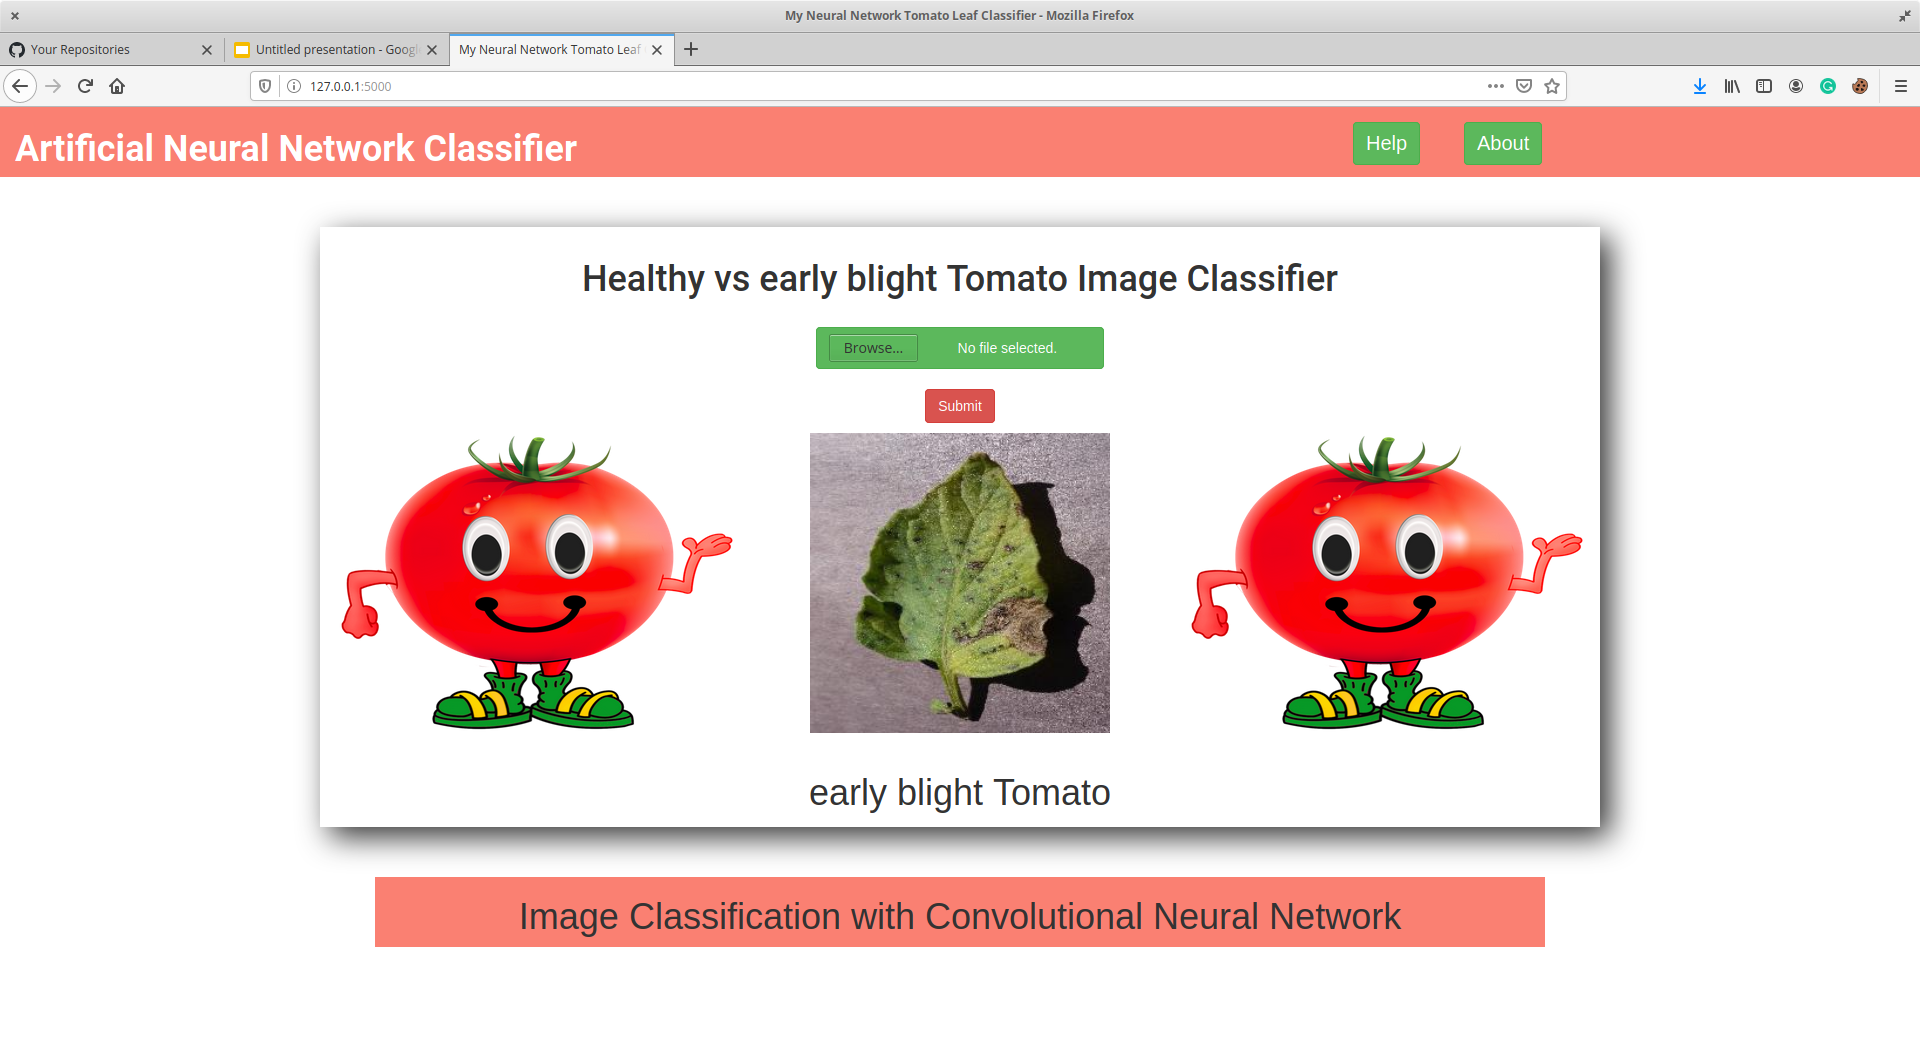 My Neural Network Tomato Leaf Classifier - Mozilla Firefox
Your Repositories
Untitled presentation - Googl
My Neural Network Tomato Leaf
127.0.0.1:5000
Artificial Neural Network Classifier
Help
About
Healthy vs early blight Tomato Image Classifier
Browse...
No file selected.
Submit
early blight Tomato
Image Classification with Convolutional Neural Network